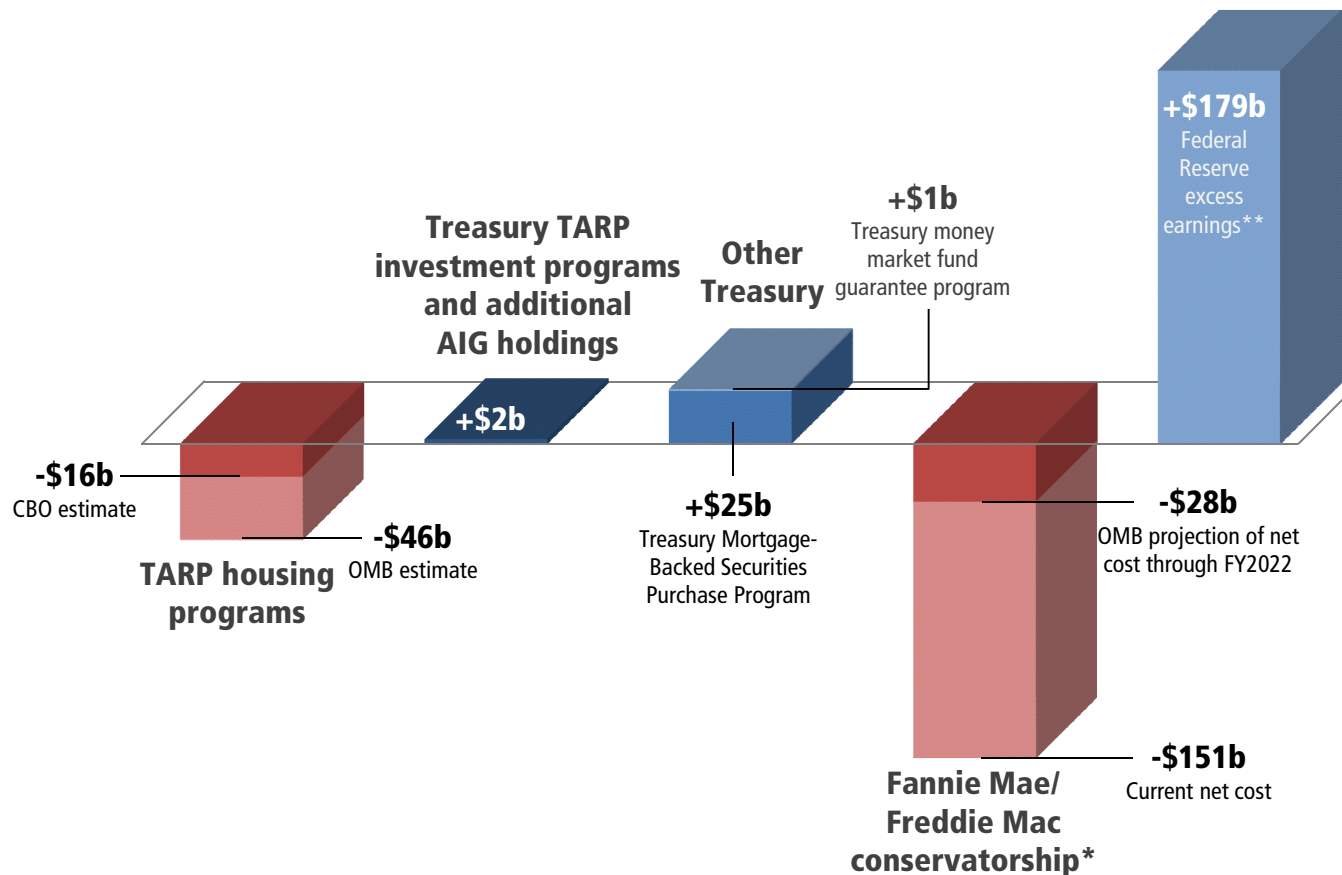 -$16b
CBO estimate
-$46b
OMB estimate
TARP housing
programs
Treasury TARP
investment programs
and additional
AIG holdings
+$2b
Other
Treasury
+$1b
Treasury money
market fund
guarantee program
+$25b
Treasury Mortgage-
Backed Securities
Purchase Program
-$28b
OMB projection of net
cost through FY2022
-$151b
Current net cost
Fannie Mae/
Freddie Mac
conservatorship*
+$179b
Federal
Reserve
excess
earnings**